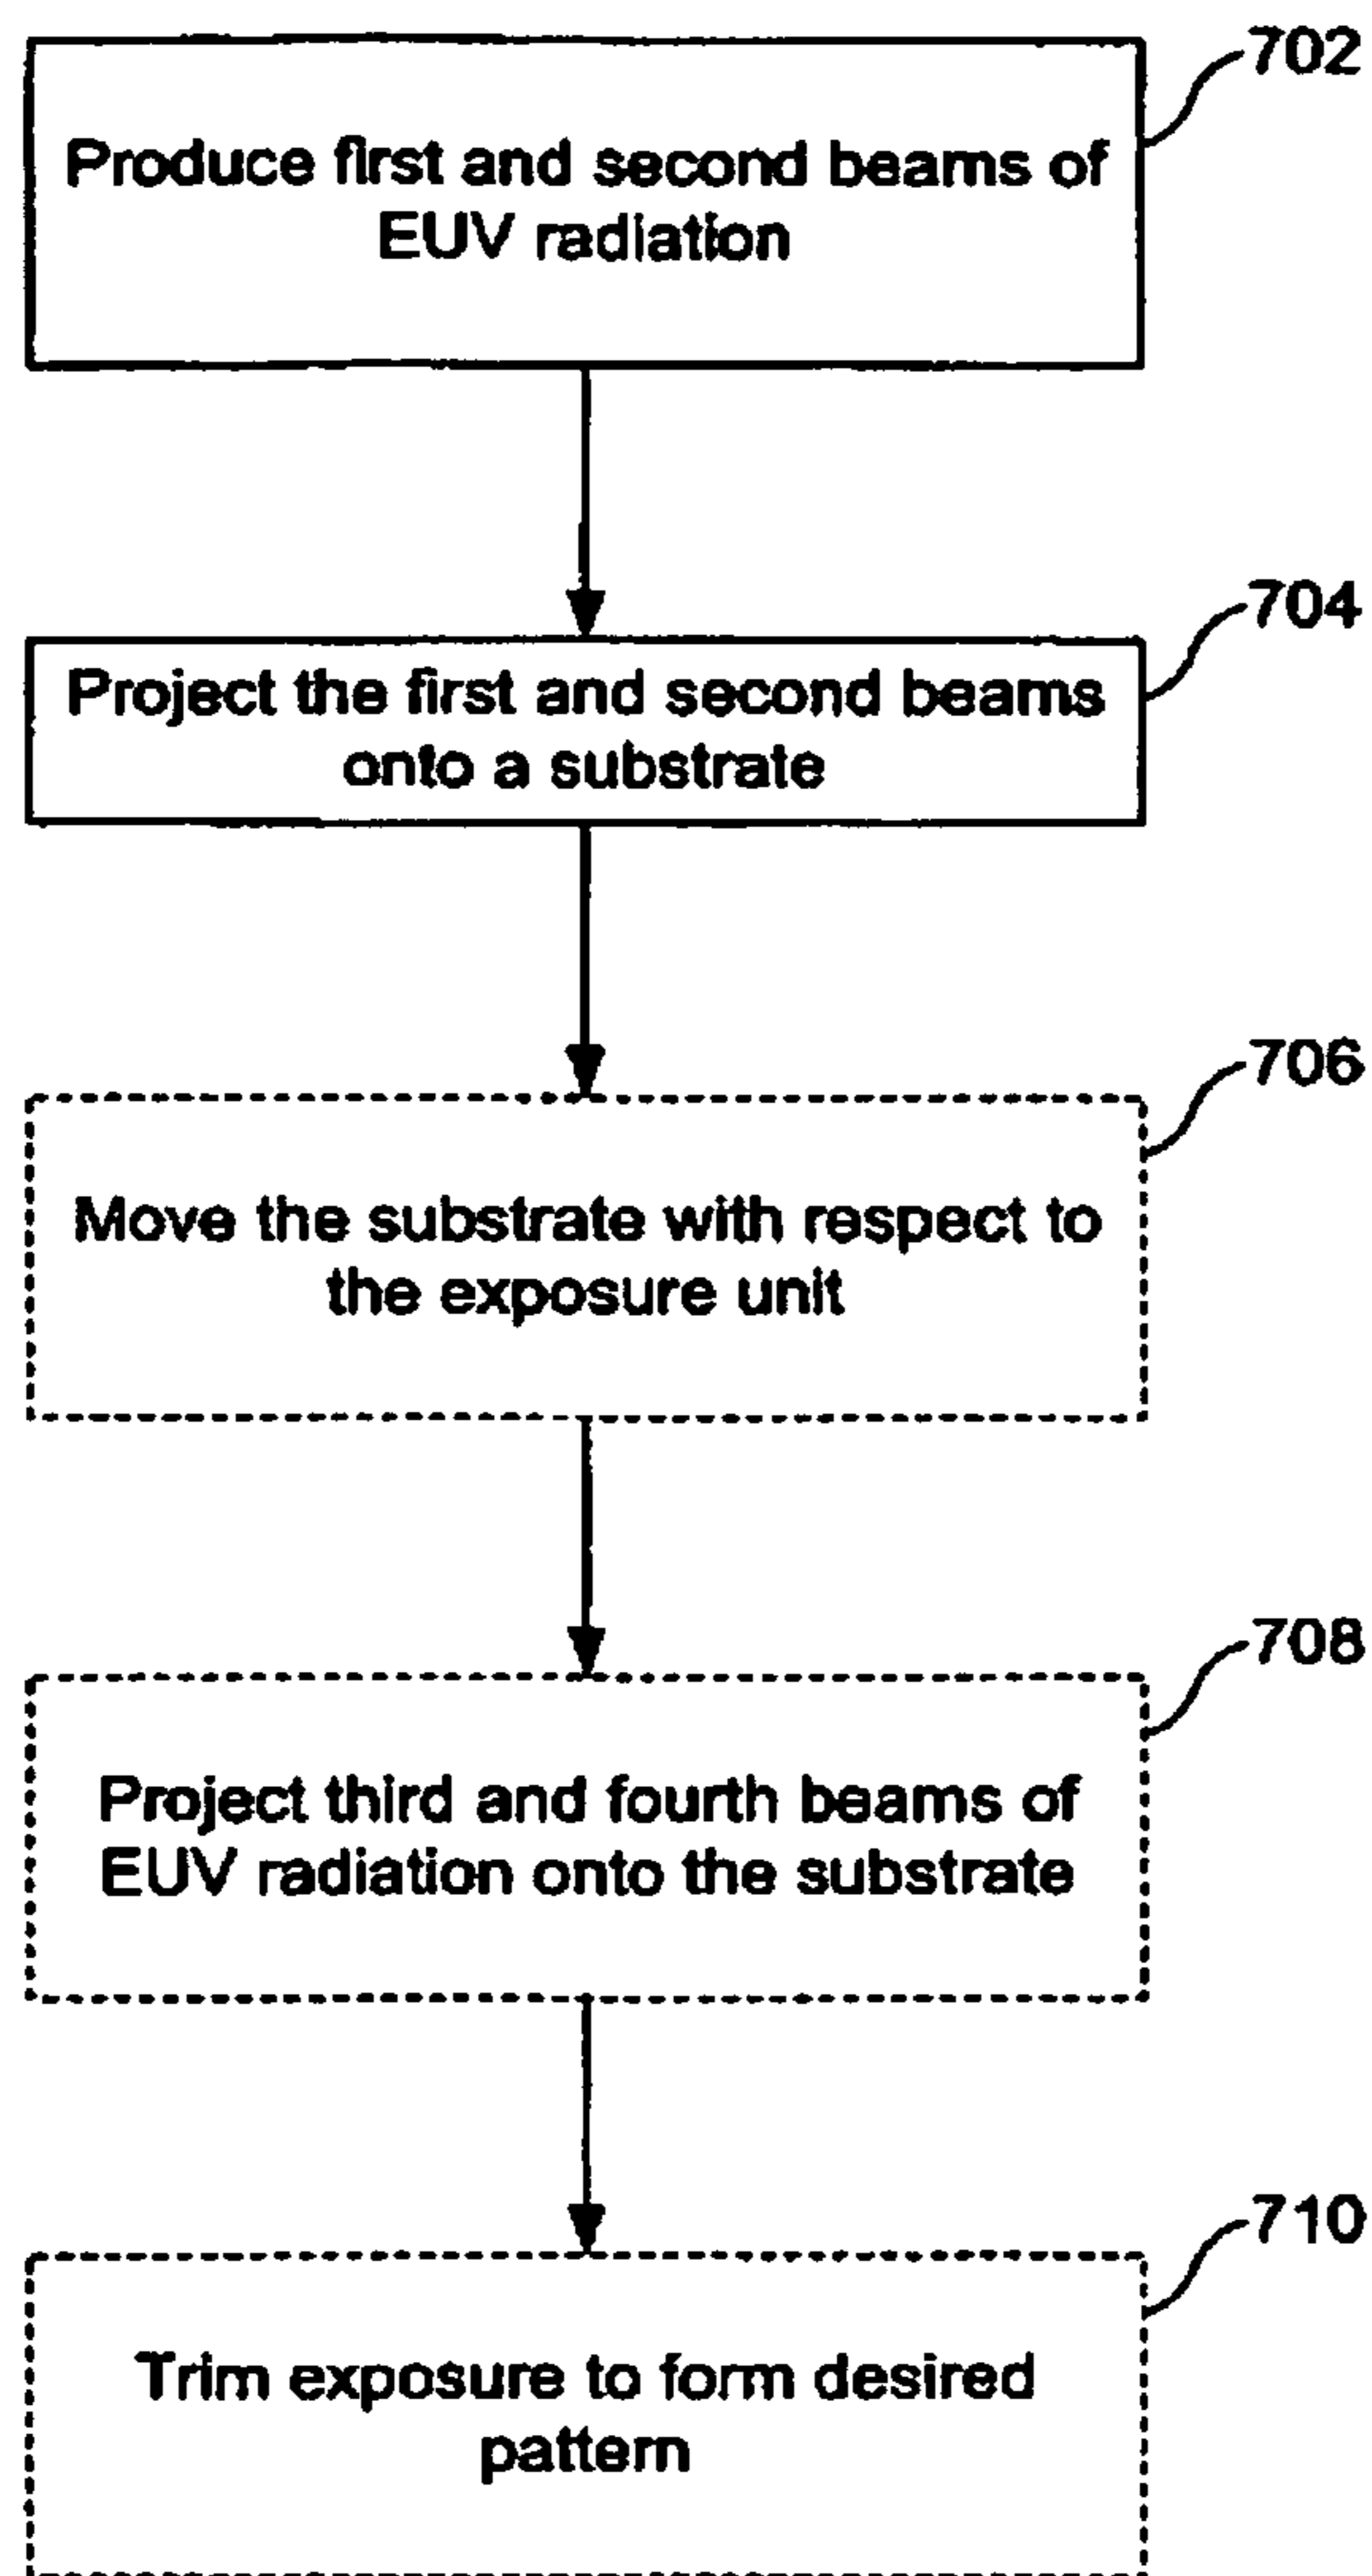 702
Produce first and second beams of
EUV radiation
704
Project the first and second beams
onto a substrate
706
Move the substrate with respect to
the exposure unit
708
Project third and fourth beams of
EUV radiation onto the substrate
710
Trim exposure to form desired
pattern